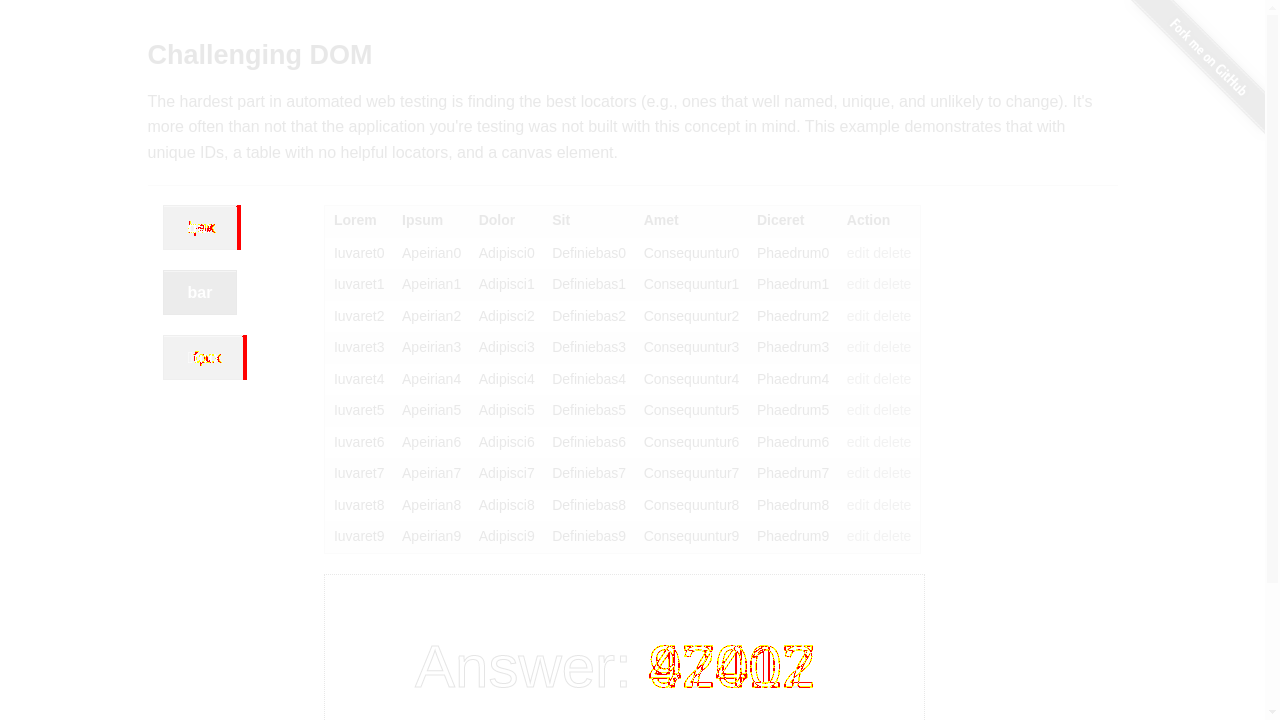 Fork me on GitHub
Challenging DOM
The hardest part in automated web testing is finding the best locators (e.g., ones that well named, unique, and unlikely to change). It's
more often than not that the application you're testing was not built with this concept in mind. This example demonstrates that with
unique IDs, a table with no helpful locators, and a canvas element.
bar
Lorem Ipsum Dolor Sit Amet Diceret Action
Iuvaret0 Apeirian0 Adipisci0 Definiebas0 Consequuntur0 Phaedrum0 edit delete
Iuvaret1 Apeirian1 Adipisci1 Definiebas1 Consequuntur1 Phaedrum1 edit delete
Iuvaret2 Apeirian2 Adipisci2 Definiebas2 Consequuntur2 Phaedrum2 edit delete
Iuvaret3 Apeirian3 Adipisci3 Definiebas3 Consequuntur3 Phaedrum3 edit delete
Iuvaret4 Apeirian4 Adipisci4 Definiebas4 Consequuntur4 Phaedrum4 edit delete
Iuvaret5 Apeirian5 Adipisci5 Definiebas5 Consequuntur5 Phaedrum5 edit delete
Iuvaret6 Apeirian6 Adipisci6 Definiebas6 Consequuntur6 Phaedrum6 edit delete
Iuvaret7 Apeirian7 Adipisci7 Definiebas7 Consequuntur7 Phaedrum7 edit delete
Iuvaret8 Apeirian8 Adipisci8 Definiebas8 Consequuntur8 Phaedrum8 edit delete
Iuvaret9 Apeirian9 Adipisci9 Definiebas9 Consequuntur9 Phaedrum9 edit delete
Answer: